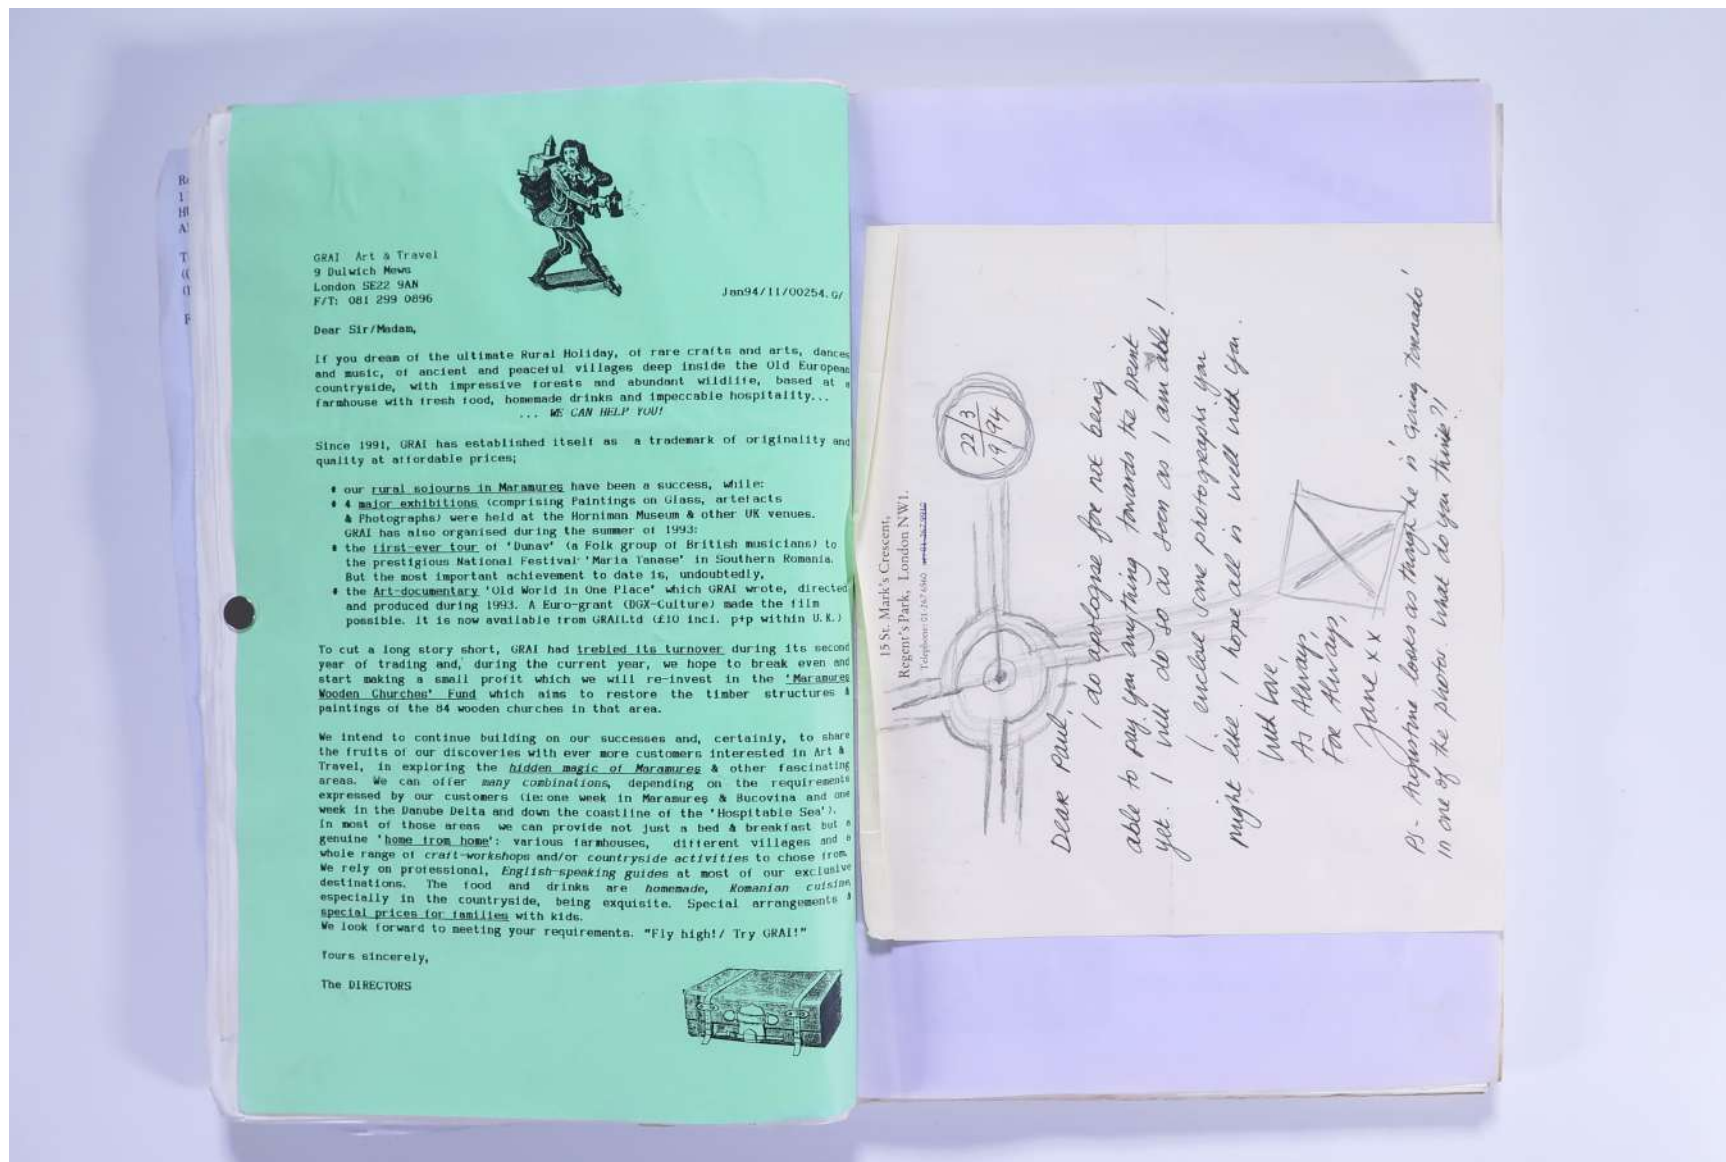 GRAI Art & Travel
9 Dulwich Mews
London SE22 9AN
F/T: 081 299 0896
Jan94/11/00254.G/
Dear Sir/Madam,
If you dream of the ultimate Rural Holiday, of rare crafts and arts, dances
and music, of ancient and peaceful villages deep inside the Old European
countryside, with impressive forests and abundant wildlife, based at a
farmhouse with fresh food, homemade drinks and impeccable hospitality...
... WE CAN HELP YOU!
Since 1991, GRAI has established itself as a trademark of originality and
quality at affordable prices;
* our rural sojourns in Maramures have been a success, while:
* 4 major exhibitions (comprising Paintings on Glass, artefacts
& Photographs) were held at the Horniman Museum & other UK venues.
GRAI has also organised during the summer of 1993:
* the first-ever tour of 'Dunav' (a Folk group of British musicians) to
the prestigious National Festival 'Maria Tanase' in Southern Romania.
But the most important achievement to date is, undoubtedly,
* the Art-documentary 'Old World in One Place' which GRAI wrote, directed
and produced during 1993. A Euro-grant (DGX-Culture) made the film
possible. It is now available from GRAILtd (£10 incl. p+p within U.K.)
To cut a long story short, GRAI had trebled its turnover during its second
year of trading and, during the current year, we hope to break even and
start making a small profit which we will re-invest in the 'Maramures
Wooden Churches' Fund which aims to restore the timber structures &
paintings of the 84 wooden churches in that area.
We intend to continue building on our successes and, certainly, to share
the fruits of our discoveries with ever more customers interested in Art &
Travel, in exploring the hidden magic of Maramures & other fascinating
areas. We can offer many combinations, depending on the requirements
expressed by our customers (ie: one week in Maramures & Bucovina and one
week in the Danube Delta and down the coastline of the 'Hospitable Sea').
In most of those areas we can provide not just a bed & breakfast but a
genuine 'home from home': various farmhouses, different villages and a
whole range of craft-workshops and/or countryside activities to chose from.
We rely on professional, English-speaking guides at most of our exclusive
destinations. The food and drinks are homemade, Romanian cuisine,
especially in the countryside, being exquisite. Special arrangements &
special prices for families with kids.
We look forward to meeting your requirements. "Fly high!/ Try GRAI!"
Yours sincerely,
The DIRECTORS
15 St. Mark's Crescent,
Regent's Park, London NW1.
Telephone: 01-267 6560
22/3
19/94
Dear Paul,
I do apologise for not being
able to pay you anything towards the print
yet. I will do so as soon as I am able!
I enclose some photographs you
might like. I hope all is well with you.
With love,
As Always,
For Always,
Jane x x
PS - Augustine looks as though he is 'going Tornado'
in one of the photos. What do you think?!